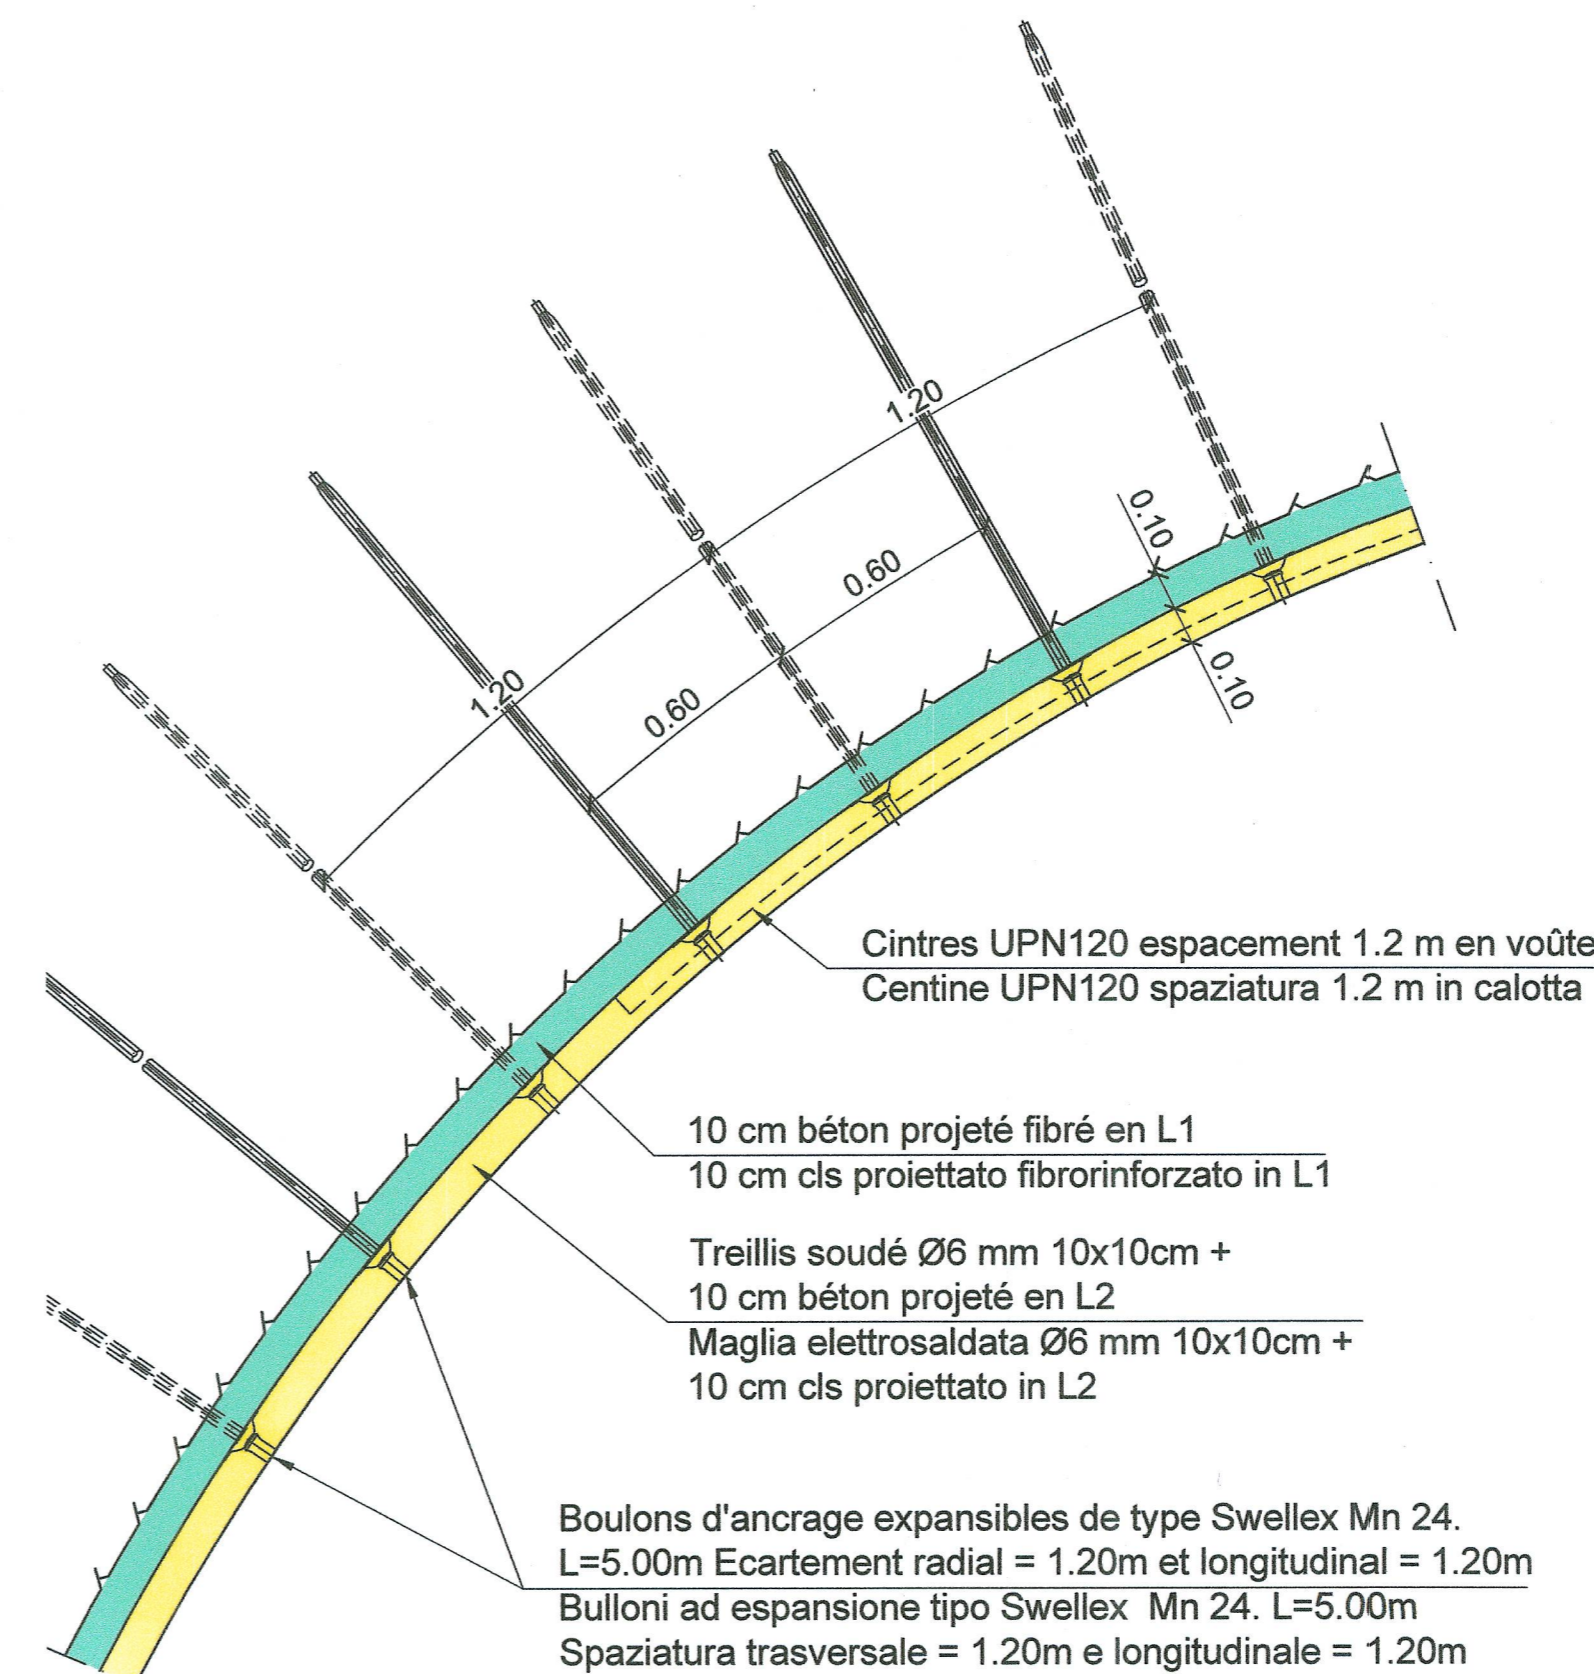 1.20
0.10
0.60
1.20
0.60
0.10
Cintres UPN120 espacement 1.2 m en voûte
Centine UPN120 spaziatura 1.2 m in calotta
10 cm béton projeté fibré en L1
10 cm cls proiettato fibrorinforzato in L1
Treillis soudé Ø6 mm 10x10cm +
10 cm béton projeté en L2
Maglia elettrosaldata Ø6 mm 10x10cm +
10 cm cls proiettato in L2
Boulons d'ancrage expansibles de type Swellex Mn 24.
L=5.00m Ecartement radial = 1.20m et longitudinal = 1.20m
Bulloni ad espansione tipo Swellex Mn 24. L=5.00m
Spaziatura trasversale = 1.20m e longitudinale = 1.20m